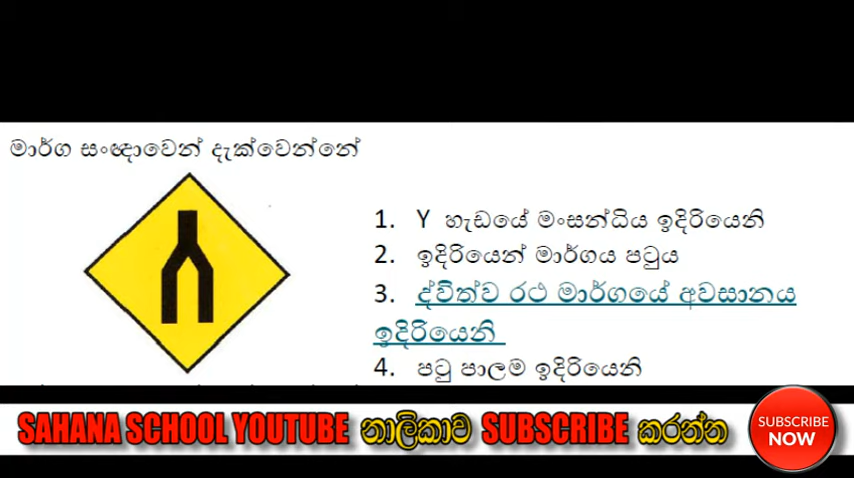 මාර්ග සංඥාවෙන් දැක්වෙන්නේ
1. Y හැඩයේ මංසන්ධිය ඉදිරියෙනි
2. ඉදිරියෙන් මාර්ගය පටුය
3. ද්විත්ව රථ මාර්ගයේ අවසානය
ඉදිරියෙනි
4. පටු පාලම ඉදිරියෙනි
SAHANA SCHOOL YOUTUBE නාලිකාව SUBSCRIBE කරන්න
SUBSCRIBE
NOW